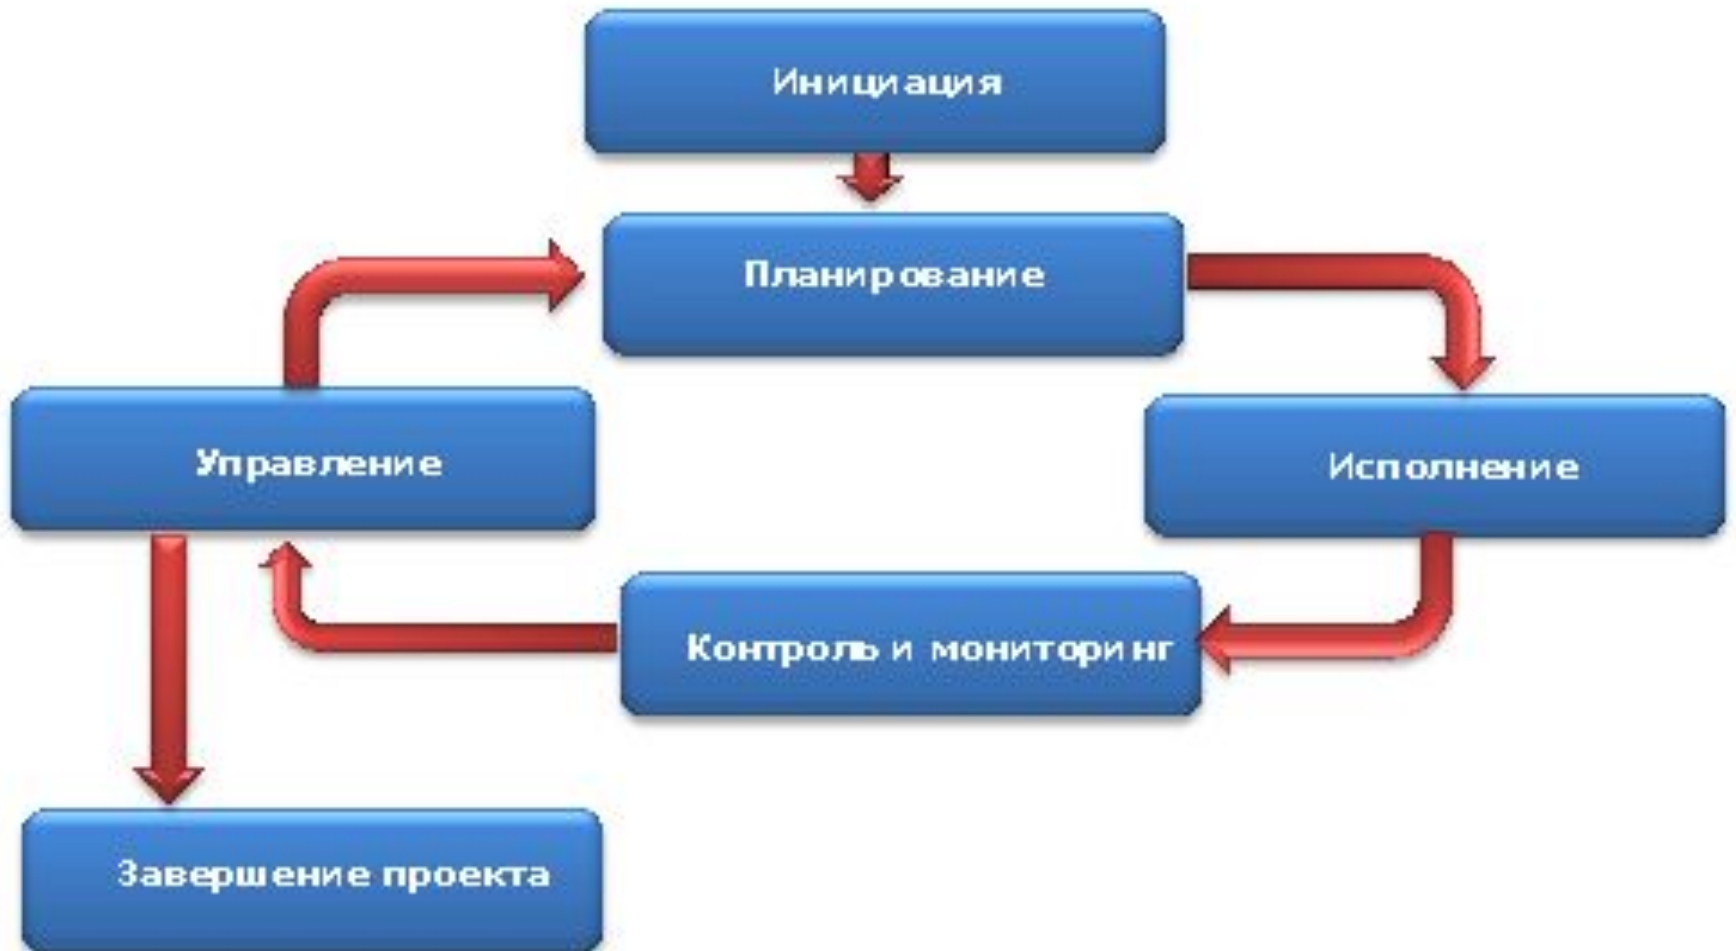 Инициация
Планирование
Управление
Исполнение
Контроль и мониторинг
Завершение проекта